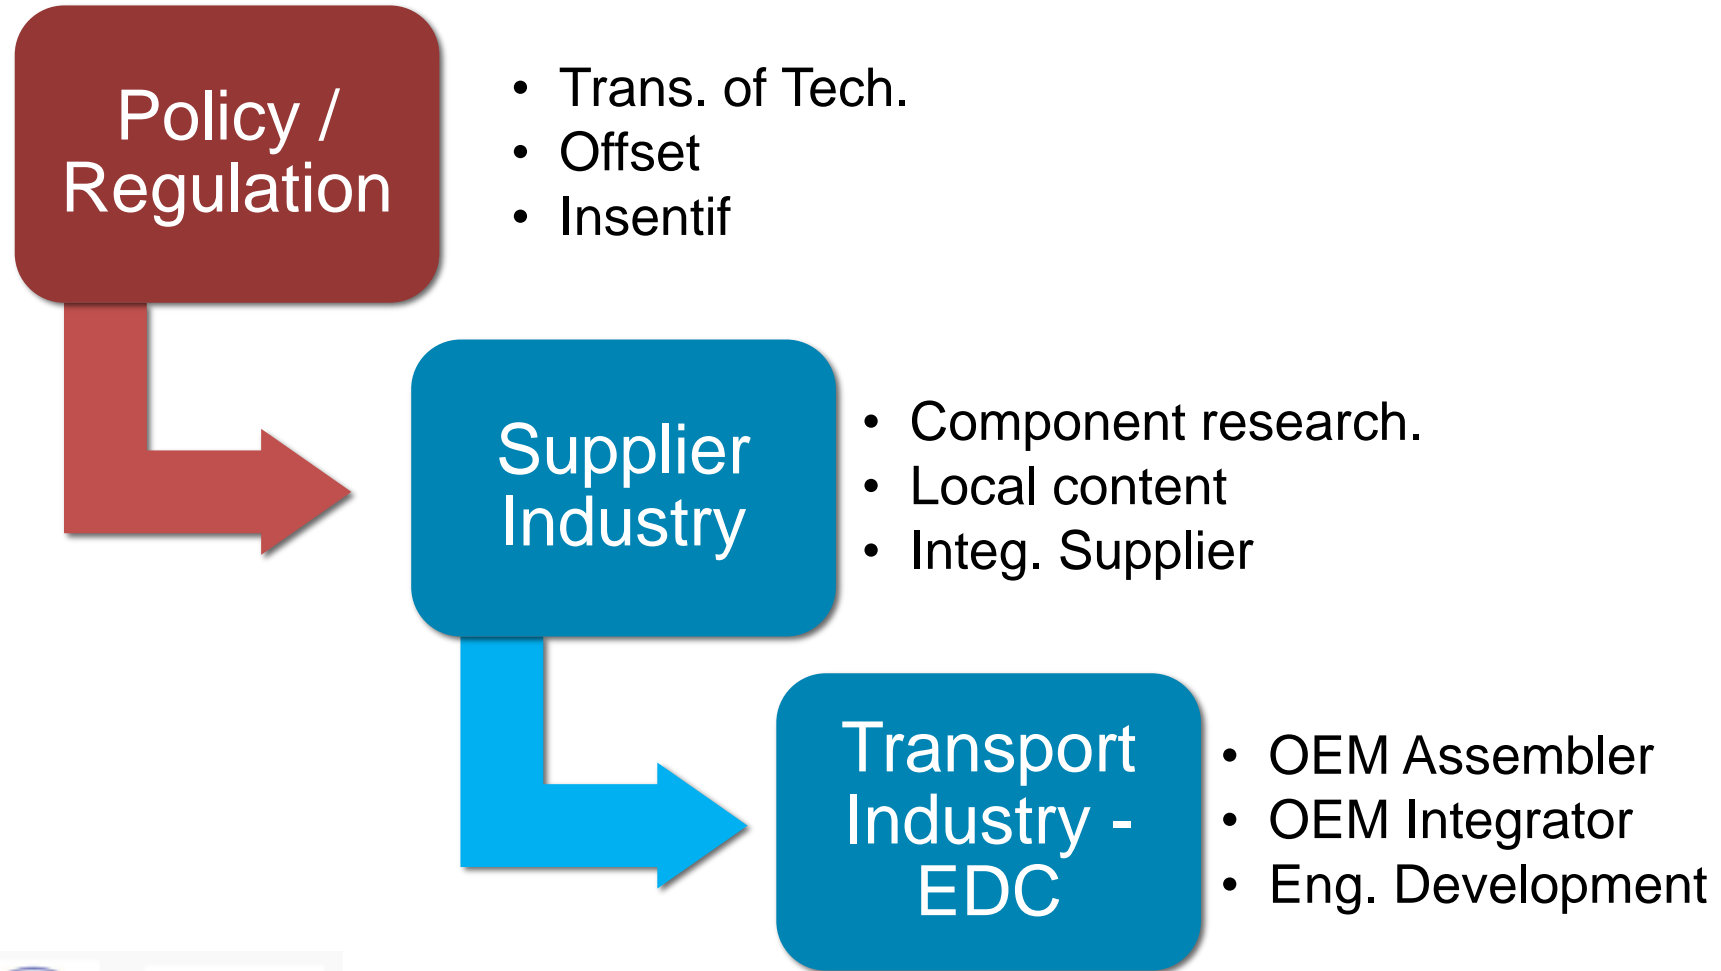 Policy /
Regulation
• Trans. of Tech.
• Offset
• Insentif
Supplier
Industry
• Component research.
• Local content
• Integ. Supplier
Transport
Industry -
EDC
• OEM Assembler
• OEM Integrator
• Eng. Development